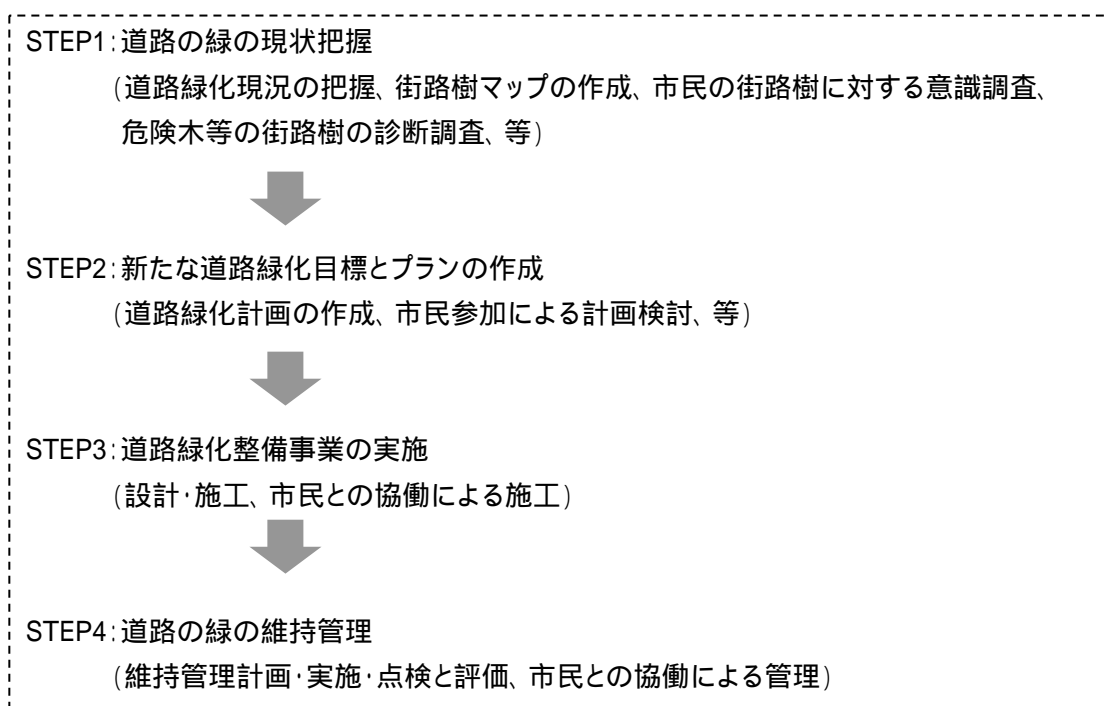 STEP1:道路の緑の現状把握
(道路緑化現況の把握、街路樹マップの作成、市民の街路樹に対する意識調査、
危険木等の街路樹の診断調査、等)
STEP2:新たな道路緑化目標とプランの作成
(道路緑化計画の作成、市民参加による計画検討、等)
STEP3:道路緑化整備事業の実施
(設計・施工、市民との協働による施工)
STEP4:道路の緑の維持管理
(維持管理計画・実施・点検と評価、市民との協働による管理)